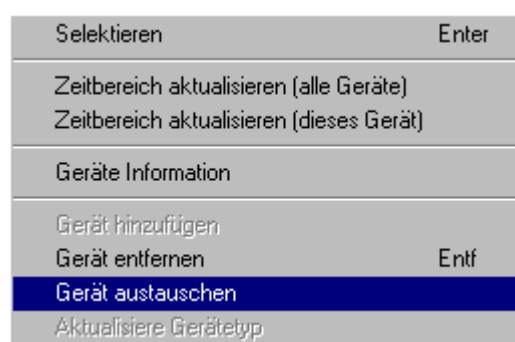 Selektieren Enter
Zeitbereich aktualisieren (alle Geräte)
Zeitbereich aktualisieren (dieses Gerät)
Geräte Information
Gerät hinzufügen
Gerät entfernen Entf
Gerät austauschen
Aktualisiere Gerätetyp